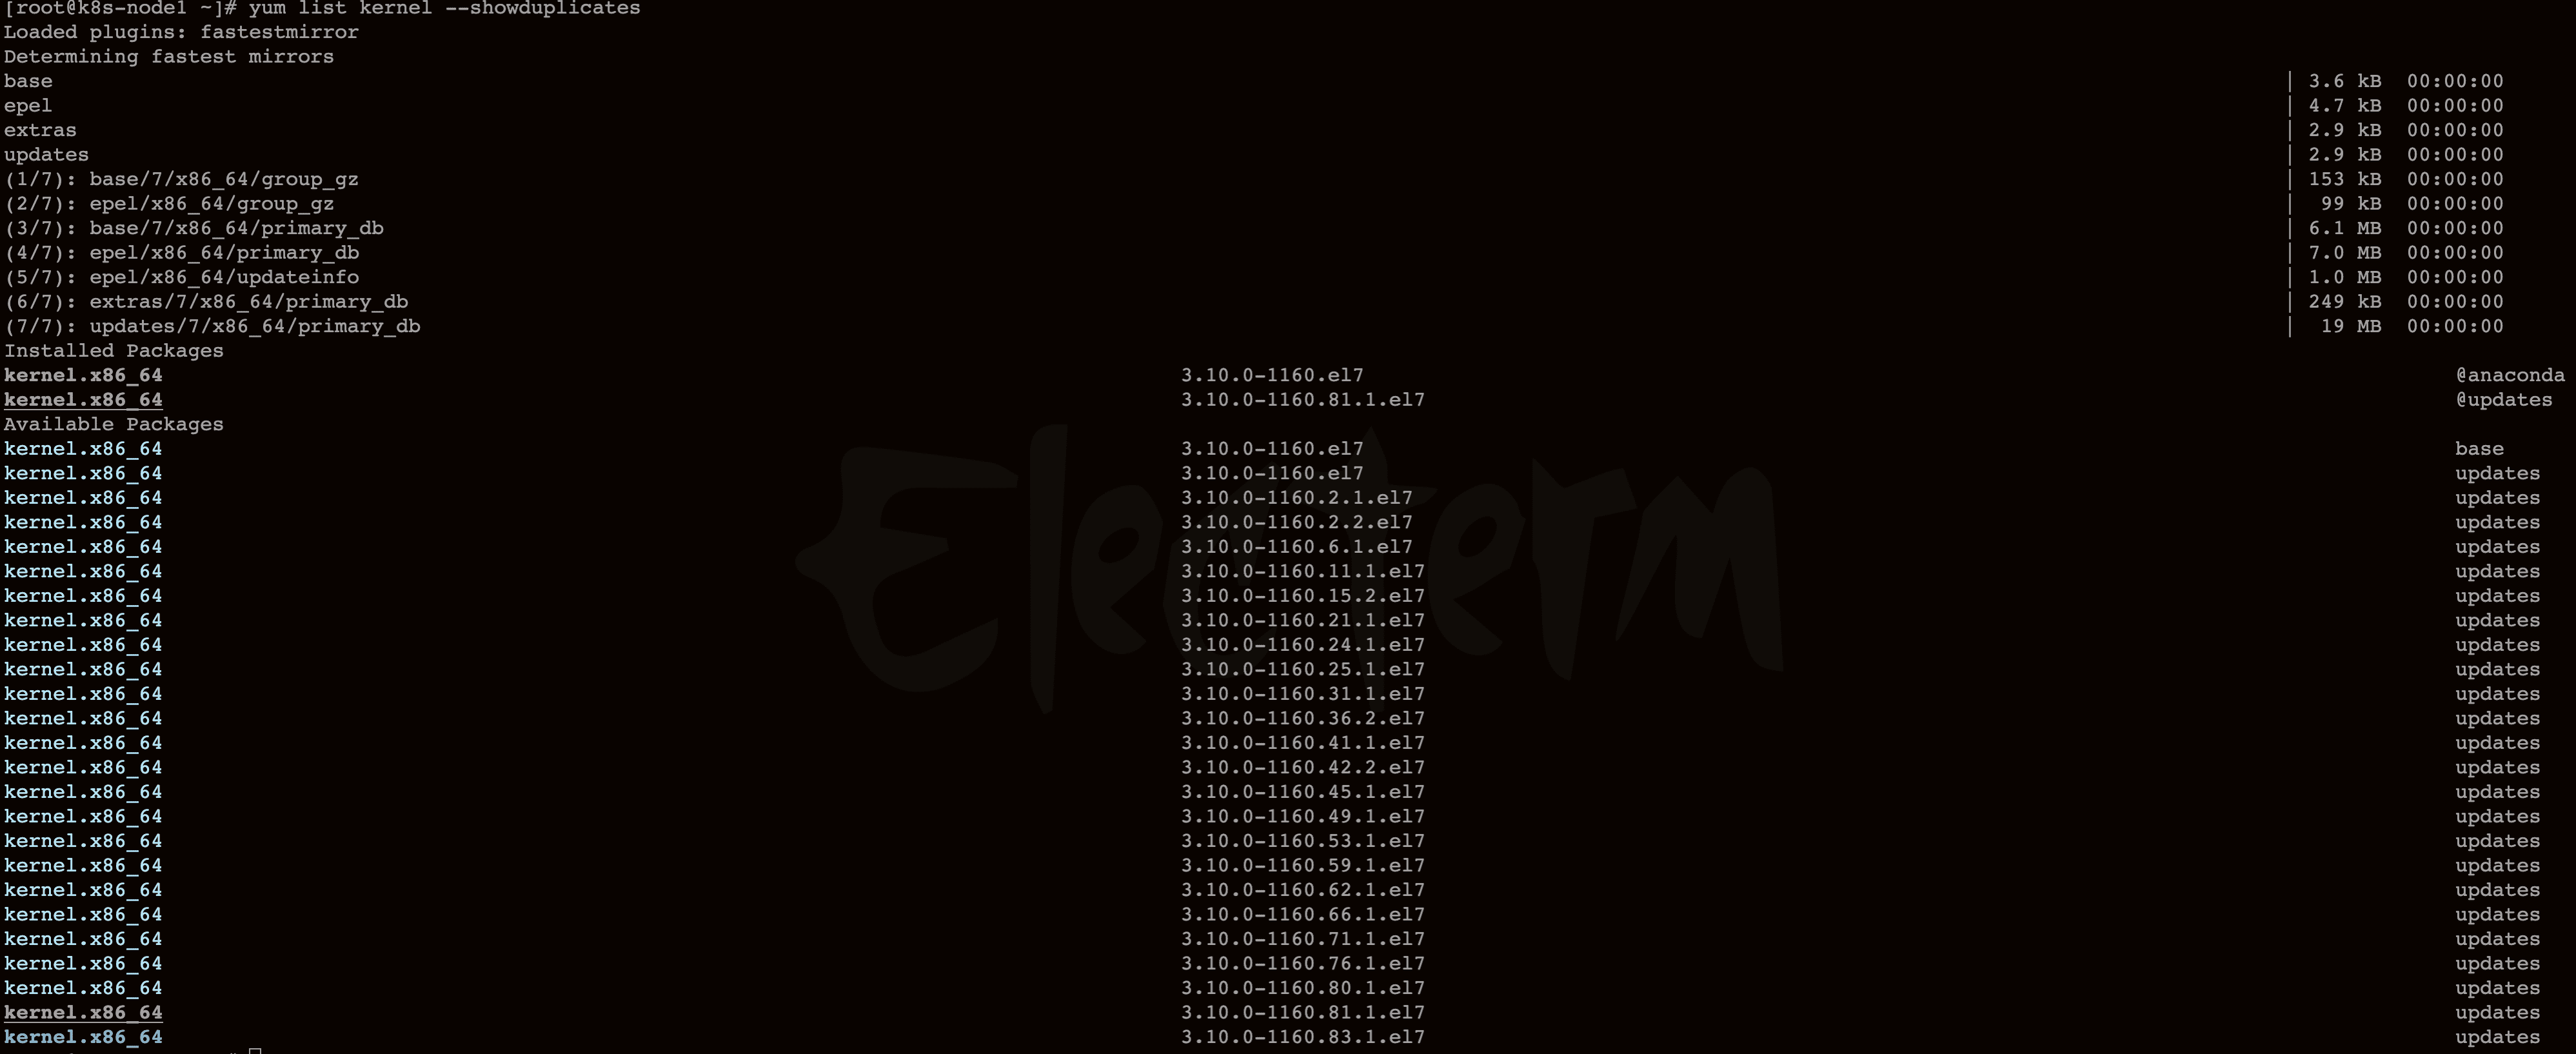 [root@k8s-node1 ~]# yum list kernel --showduplicates
Loaded plugins: fastestmirror
Determining fastest mirrors
base | 3.6 kB 00:00:00
epel | 4.7 kB 00:00:00
extras | 2.9 kB 00:00:00
updates | 2.9 kB 00:00:00
(1/7): base/7/x86_64/group_gz | 153 kB 00:00:00
(2/7): epel/x86_64/group_gz | 99 kB 00:00:00
(3/7): base/7/x86_64/primary_db | 6.1 MB 00:00:00
(4/7): epel/x86_64/primary_db | 7.0 MB 00:00:00
(5/7): epel/x86_64/updateinfo | 1.0 MB 00:00:00
(6/7): extras/7/x86_64/primary_db | 249 kB 00:00:00
(7/7): updates/7/x86_64/primary_db | 19 MB 00:00:00
Installed Packages
kernel.x86_64 3.10.0-1160.el7 @anaconda
kernel.x86_64 3.10.0-1160.81.1.el7 @updates
Available Packages
kernel.x86_64 3.10.0-1160.el7 base
kernel.x86_64 3.10.0-1160.el7 updates
kernel.x86_64 3.10.0-1160.2.1.el7 updates
kernel.x86_64 3.10.0-1160.2.2.el7 updates
kernel.x86_64 3.10.0-1160.6.1.el7 updates
kernel.x86_64 3.10.0-1160.11.1.el7 updates
kernel.x86_64 3.10.0-1160.15.2.el7 updates
kernel.x86_64 3.10.0-1160.21.1.el7 updates
kernel.x86_64 3.10.0-1160.24.1.el7 updates
kernel.x86_64 3.10.0-1160.25.1.el7 updates
kernel.x86_64 3.10.0-1160.31.1.el7 updates
kernel.x86_64 3.10.0-1160.36.2.el7 updates
kernel.x86_64 3.10.0-1160.41.1.el7 updates
kernel.x86_64 3.10.0-1160.42.2.el7 updates
kernel.x86_64 3.10.0-1160.45.1.el7 updates
kernel.x86_64 3.10.0-1160.49.1.el7 updates
kernel.x86_64 3.10.0-1160.53.1.el7 updates
kernel.x86_64 3.10.0-1160.59.1.el7 updates
kernel.x86_64 3.10.0-1160.62.1.el7 updates
kernel.x86_64 3.10.0-1160.66.1.el7 updates
kernel.x86_64 3.10.0-1160.71.1.el7 updates
kernel.x86_64 3.10.0-1160.76.1.el7 updates
kernel.x86_64 3.10.0-1160.80.1.el7 updates
kernel.x86_64 3.10.0-1160.81.1.el7 updates
kernel.x86_64 3.10.0-1160.83.1.el7 updates
Electerm